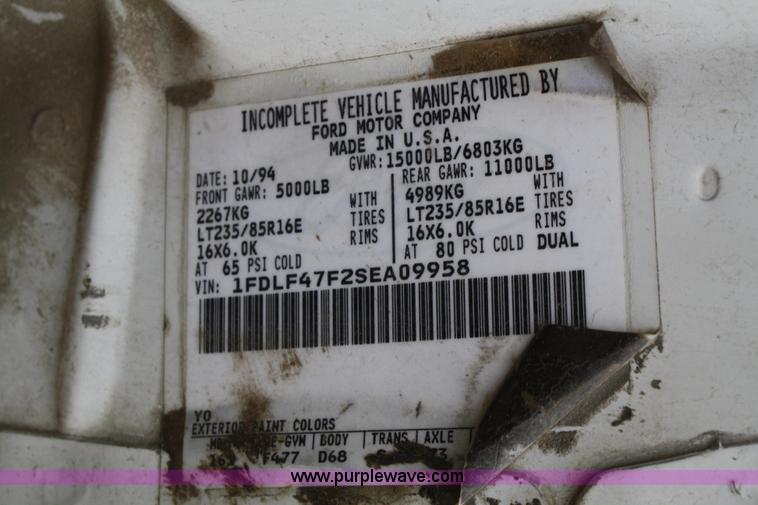 INCOMPLETE VEHICLE MANUFACTURED BY
FORD MOTOR COMPANY
MADE IN U.S.A.
DATE: 10/94 GVWR: 15000LB/6803KG
FRONT GAWR: 5000LB REAR GAWR: 11000LB
2267KG WITH 4989KG WITH
LT235/85R16E TIRES LT235/85R16E TIRES
16X6.0K RIMS 16X6.0K RIMS
AT 65 PSI COLD AT 80 PSI COLD DUAL
VIN: 1FDLF47F2SEA09958
YO
EXTERIOR PAINT COLORS
BODY TRANS AXLE
F477 D68
www.purplewave.com